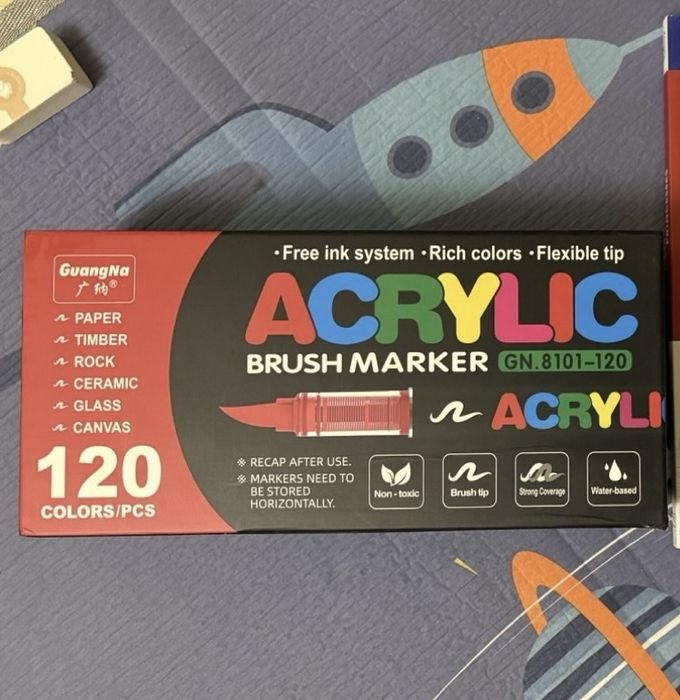 •Free ink system •Rich colors •Flexible tip
GuangNa
广纳®
ACRYLIC
BRUSH MARKER GN.8101-120
PAPER
TIMBER
ROCK
CERAMIC
GLASS
CANVAS
ACRYLI
120
COLORS/PCS
※ RECAP AFTER USE.
※ MARKERS NEED TO
BE STORED
HORIZONTALLY.
Non-toxic
Brush tip
Strong Coverage
Water-based